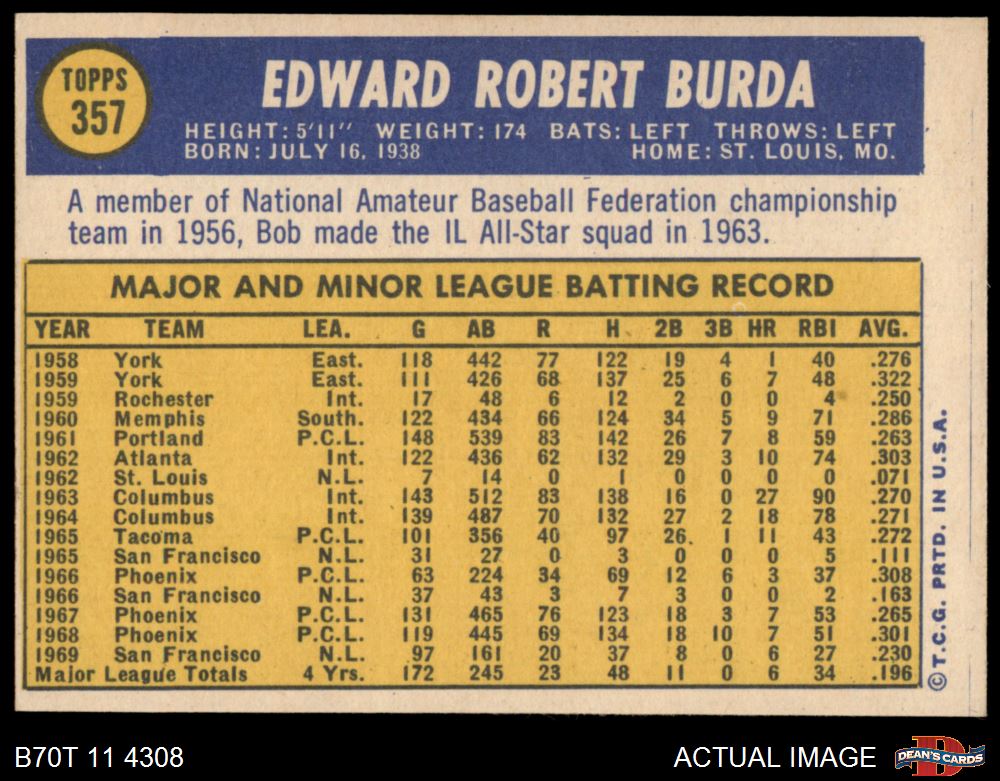 TOPPS
357
EDWARD ROBERT BURDA
HEIGHT: 5'11" WEIGHT: 174 BATS: LEFT THROWS: LEFT
BORN: JULY 16, 1938 HOME: ST. LOUIS, MO.
A member of National Amateur Baseball Federation championship
team in 1956, Bob made the IL All-Star squad in 1963.
MAJOR AND MINOR LEAGUE BATTING RECORD
YEAR TEAM LEA. G AB R H 2B 3B HR RBI AVG.
1958 York East. 118 442 77 122 19 4 1 40 .276
1959 York East. 111 426 68 137 25 6 7 48 .322
1959 Rochester Int. 17 48 6 12 2 0 0 4 .250
1960 Memphis South. 122 434 66 124 34 5 9 71 .286
1961 Portland P.C.L. 148 539 83 142 26 7 8 59 .263
1962 Atlanta Int. 122 436 62 132 29 3 10 74 .303
1962 St. Louis N.L. 7 14 0 1 0 0 0 0 .071
1963 Columbus Int. 143 512 83 138 16 0 27 90 .270
1964 Columbus Int. 139 487 70 132 27 2 18 78 .271
1965 Tacoma P.C.L. 101 356 40 97 26 1 11 43 .272
1965 San Francisco N.L. 31 27 0 3 0 0 0 5 .111
1966 Phoenix P.C.L. 63 224 34 69 12 6 3 37 .308
1966 San Francisco N.L. 37 43 3 7 3 0 0 2 .163
1967 Phoenix P.C.L. 131 465 76 123 18 3 7 53 .265
1968 Phoenix P.C.L. 119 445 69 134 18 10 7 51 .301
1969 San Francisco N.L. 97 161 20 37 8 0 6 27 .230
Major League Totals 4 Yrs. 172 245 23 48 11 0 6 34 .196
©T.C.G. PRTD. IN U.S.A.
B70T 11 4308
ACTUAL IMAGE
D
DEAN'S CARDS